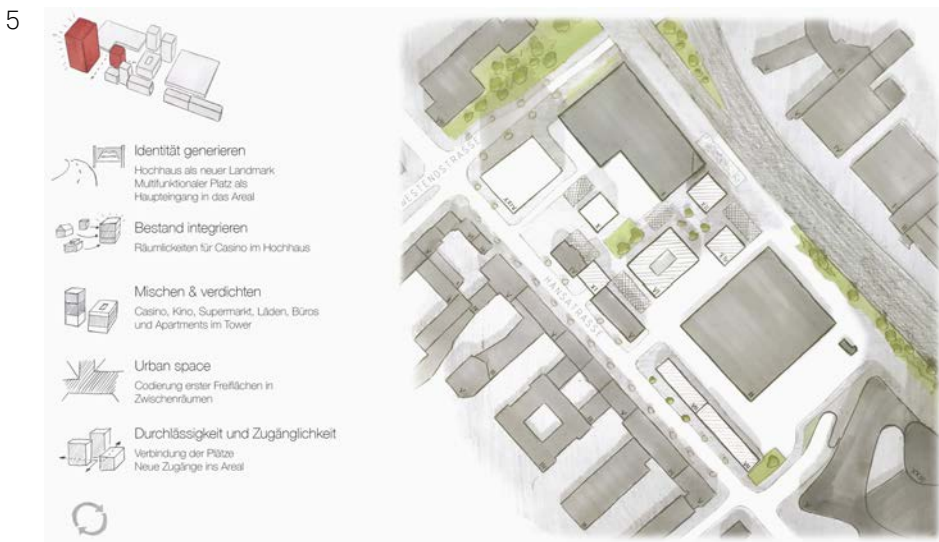 5
Identität generieren
Hochhaus als neuer Landmark
Multifunktionaler Platz als
Haupteingang in das Areal
Bestand integrieren
Räumlickeiten für Casino im Hochhaus
Mischen & verdichten
Casino, Kino, Supermarkt, Läden, Büros
und Apartments im Tower
Urban space
Codierung erster Freiflächen in
Zwischenräumen
Durchlässigkeit und Zugänglichkeit
Verbindung der Plätze
Neue Zugänge ins Areal
WESTENDSTRASSE
HANSATRASSE